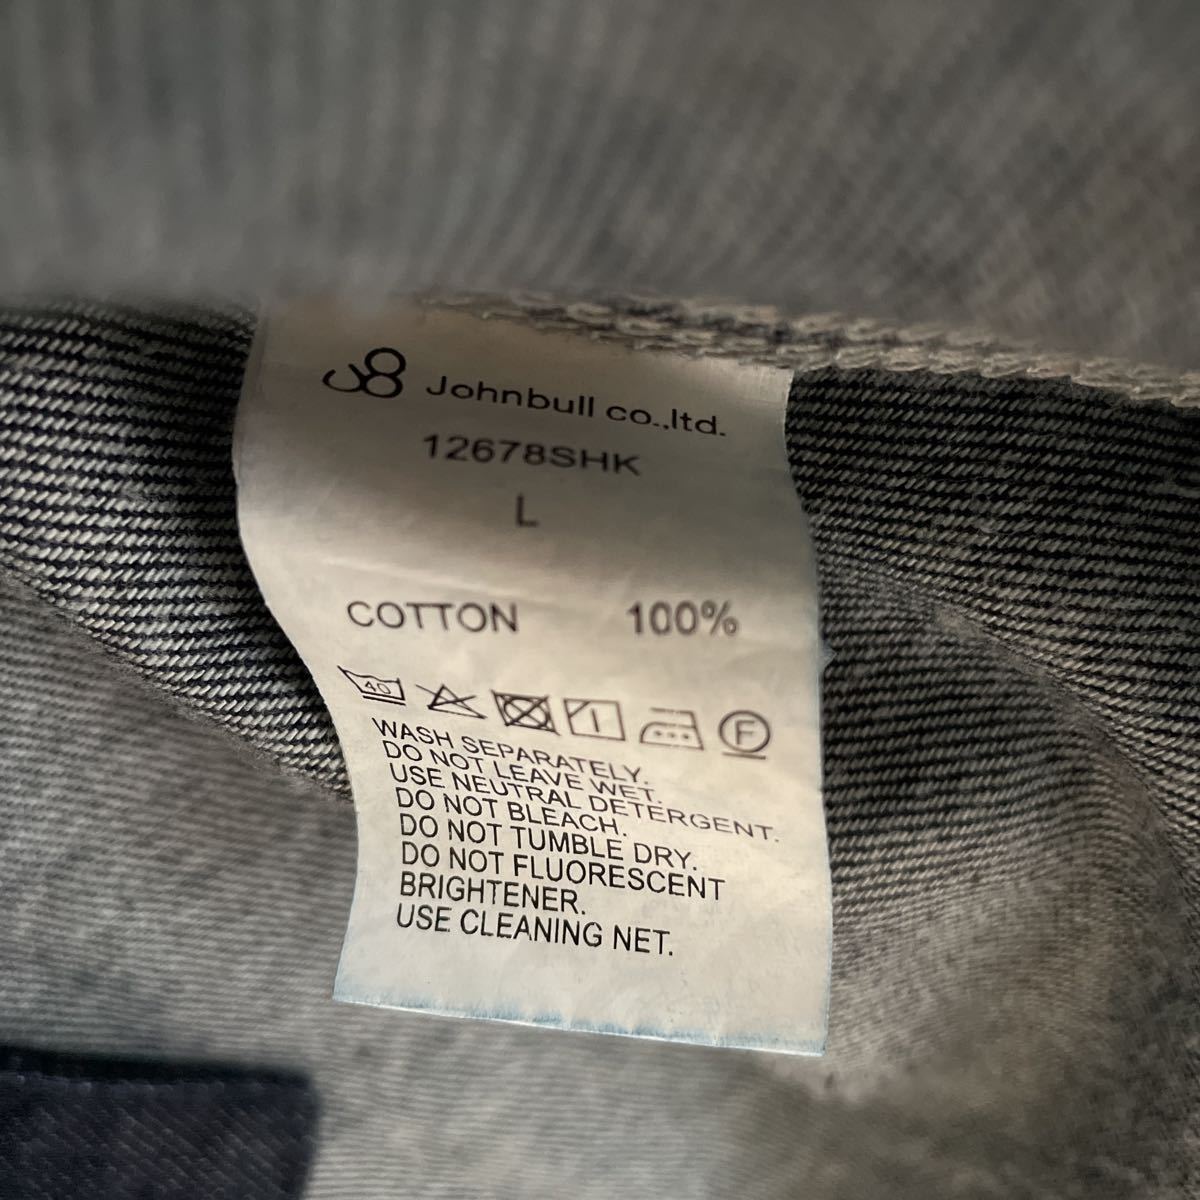 Johnbull co.,ltd.
12678SHK
L
COTTON 100%
40
F
WASH SEPARATELY.
DO NOT LEAVE WET.
USE NEUTRAL DETERGENT.
DO NOT BLEACH.
DO NOT TUMBLE DRY.
DO NOT FLUORESCENT
BRIGHTENER.
USE CLEANING NET.